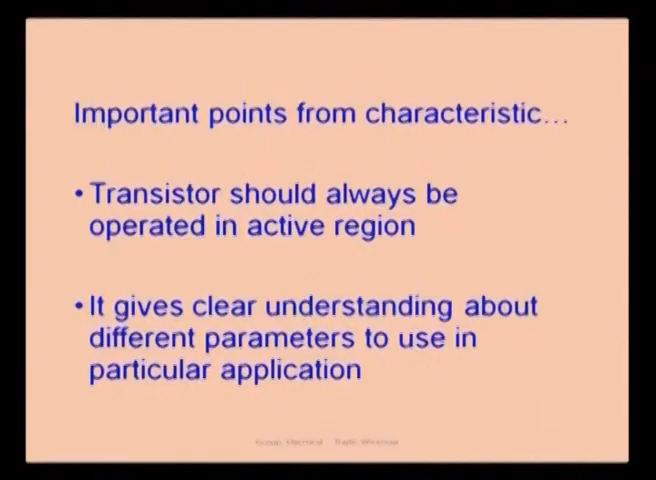 Important points from characteristic...
• Transistor should always be
operated in active region
• It gives clear understanding about
different parameters to use in
particular application